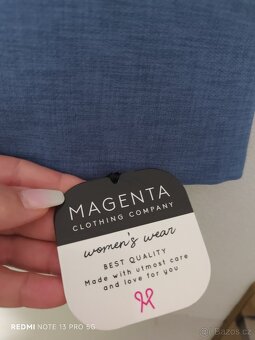 MAGENTA
CLOTHING COMPANY
women's wear
BEST QUALITY
Made with utmost care
and love for you
REDMI NOTE 13 PRO 5G
Bazos.cz